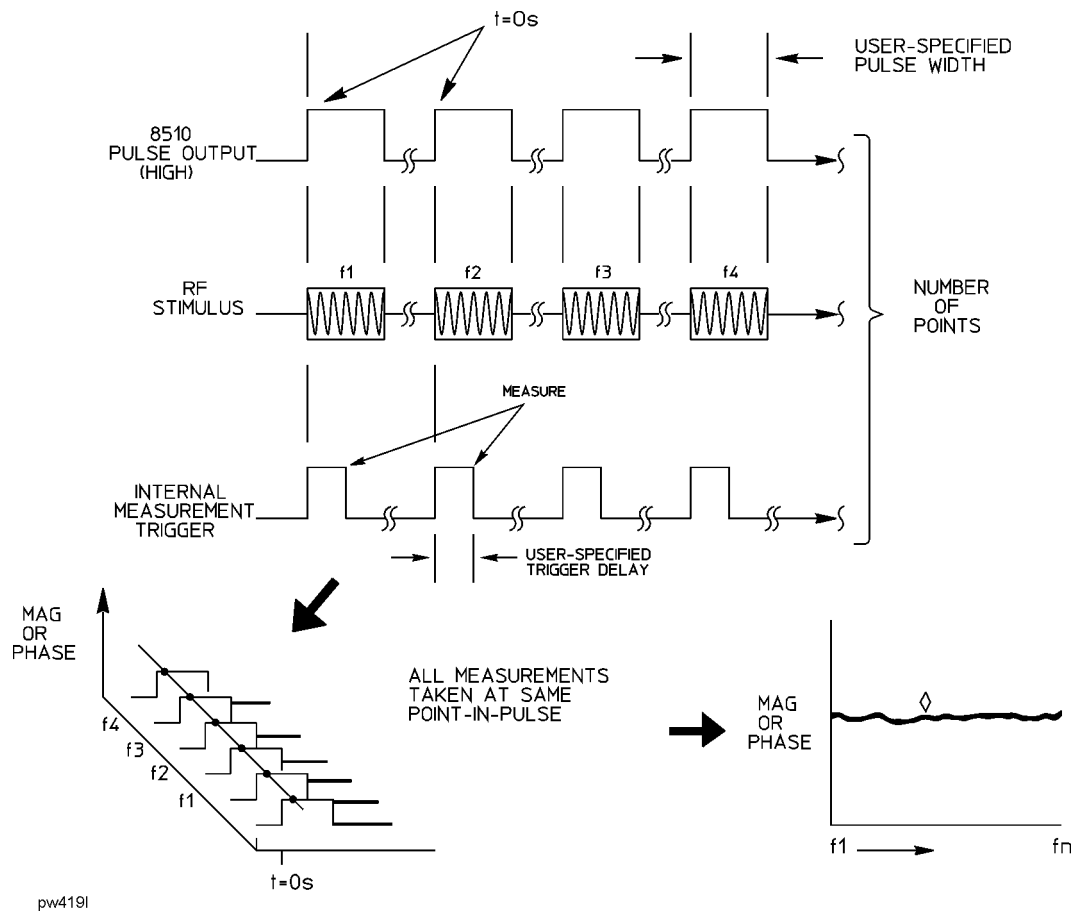 t=0s
USER-SPECIFIED
PULSE WIDTH
8510
PULSE OUTPUT
(HIGH)
f1
f2
f3
f4
RF
STIMULUS
NUMBER
OF
POINTS
MEASURE
INTERNAL
MEASUREMENT
TRIGGER
USER-SPECIFIED
TRIGGER DELAY
MAG
OR
PHASE
ALL MEASUREMENTS
TAKEN AT SAME
POINT-IN-PULSE
MAG
OR
PHASE
f4
f3
f2
f1
t=0s
f1
fn
pw419l